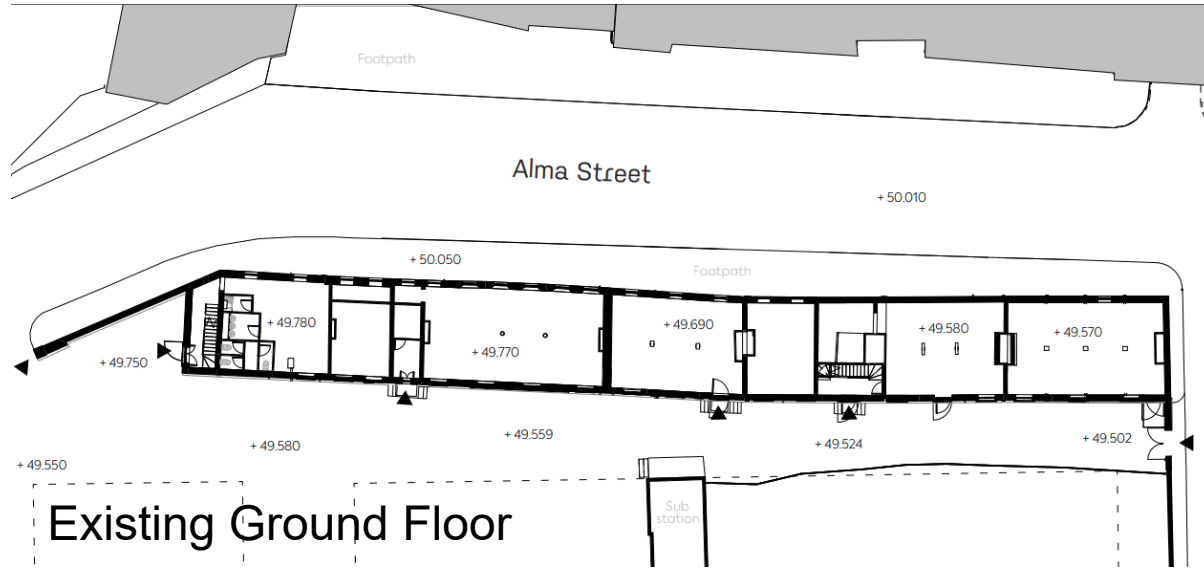 Footpath
Alma Street
+ 50.010
+ 50.050
Footpath
+ 49.780
+ 49.690
+ 49.580
+ 49.570
+ 49.750
+ 49.770
+ 49.580
+ 49.559
+ 49.524
+ 49.502
+ 49.550
Sub
station
Existing Ground Floor